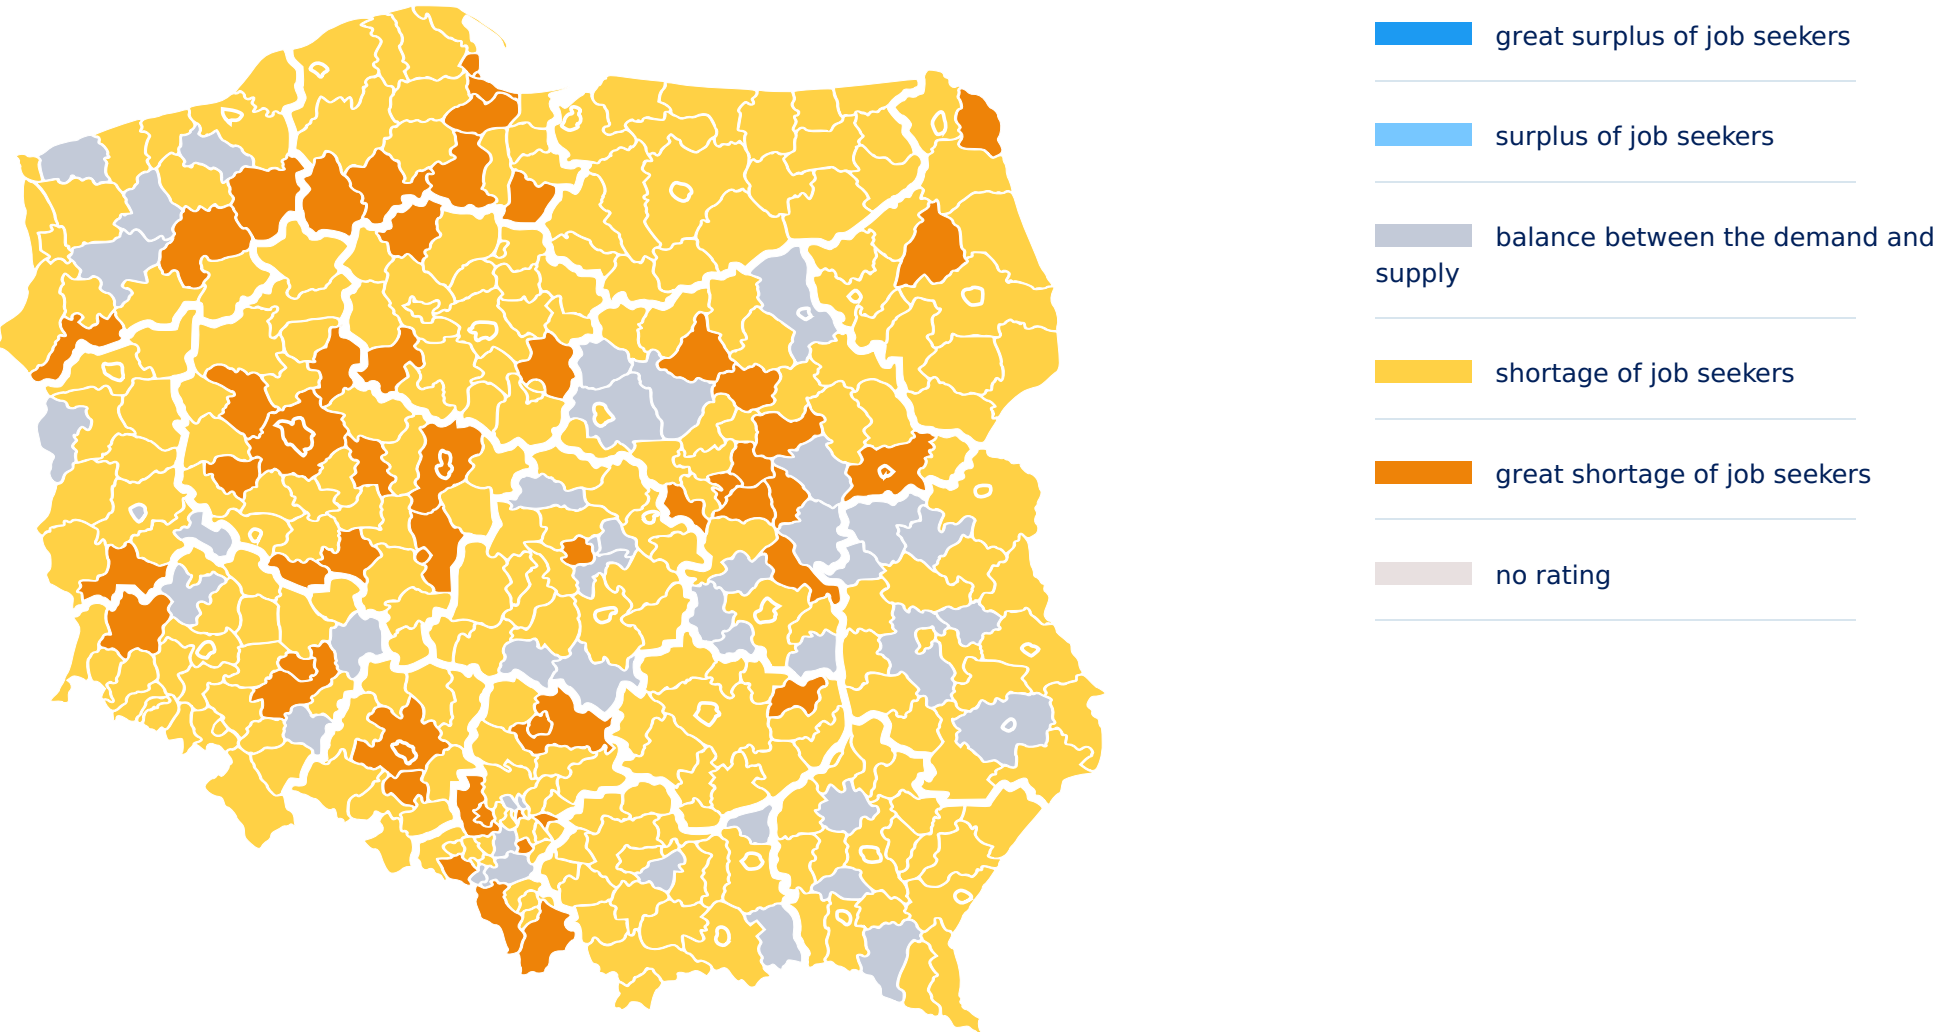 great surplus of job seekers
surplus of job seekers
balance between the demand and
supply
shortage of job seekers
great shortage of job seekers
no rating